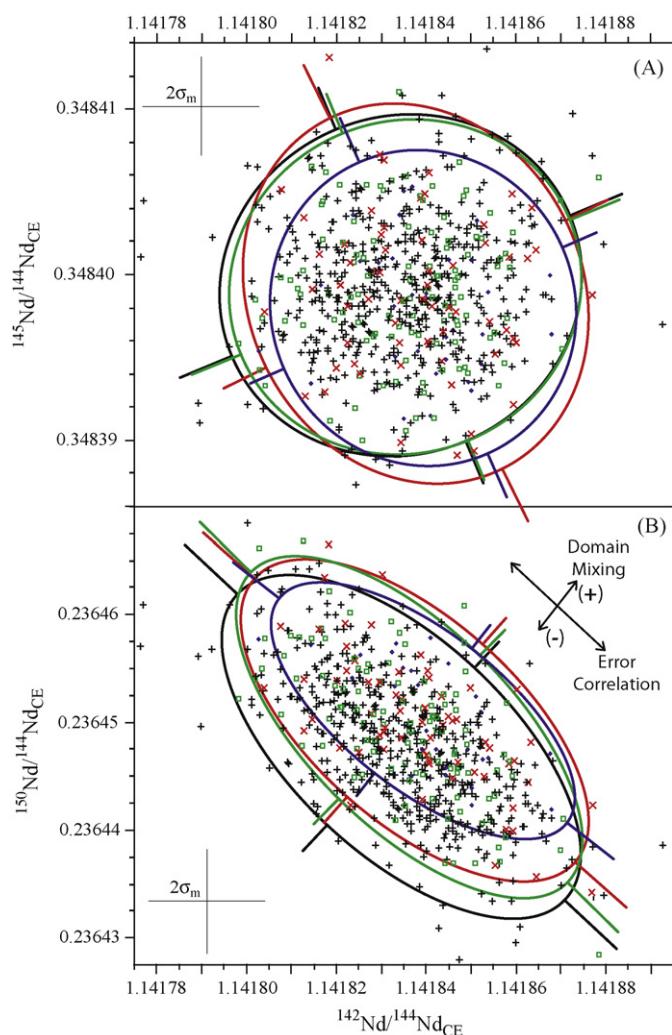 1.14178 1.14180 1.14182 1.14184 1.14186 1.14188
(A)
2σm
0.34841
0.34840
0.34839
145Nd/144NdCE
(B)
Domain
Mixing
(+)
(-)
Error
Correlation
0.23646
0.23645
0.23644
0.23643
150Nd/144NdCE
2σm
1.14178 1.14180 1.14182 1.14184 1.14186 1.14188
142Nd/144NdCE